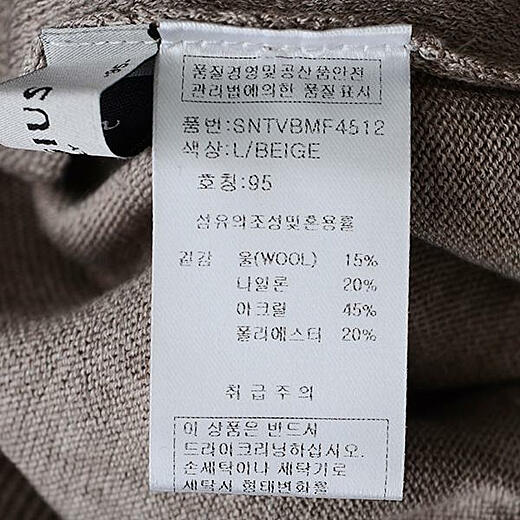 품질경영및공산품안전
관리법에의한 품질표시
품번:SNTVBMF4512
색상:L/BEIGE
호칭:95
섬유의조성및혼용률
겉감 울(WOOL) 15%
나일론 20%
아크릴 45%
폴리에스터 20%
취급주의
이 상품은 반드시
드라이크리닝하십시오.
손세탁이나 세탁기로
세탁시 형태변화를
95
IUS